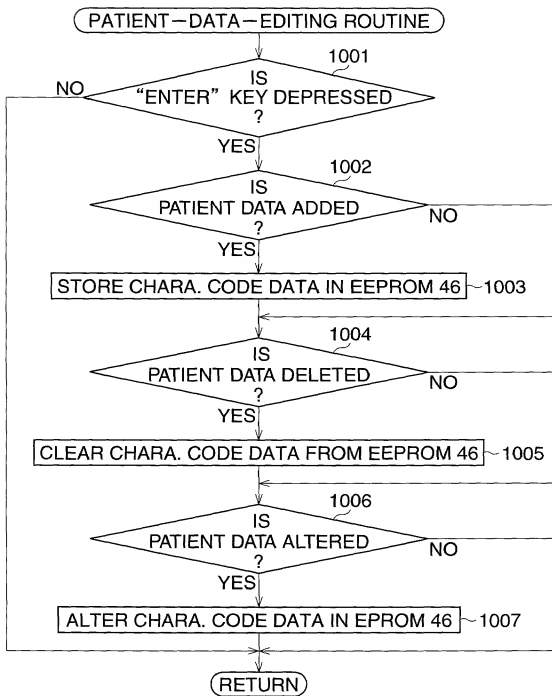 PATIENT-DATA-EDITING ROUTINE
1001
IS
NO
"ENTER" KEY DEPRESSED
?
YES
1002
IS
PATIENT DATA ADDED
NO
?
YES
STORE CHARA. CODE DATA IN EEPROM 46
1003
1004
IS
PATIENT DATA DELETED
NO
?
YES
CLEAR CHARA. CODE DATA FROM EEPROM 46
1005
1006
IS
PATIENT DATA ALTERED
NO
?
YES
ALTER CHARA. CODE DATA IN EPROM 46
1007
RETURN